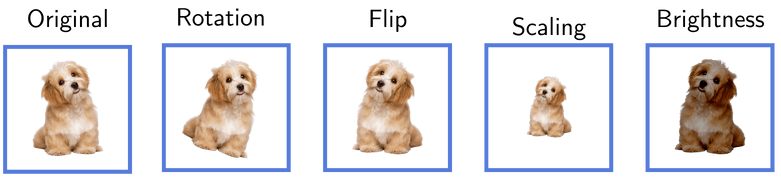 Original
Rotation
Flip
Scaling
Brightness